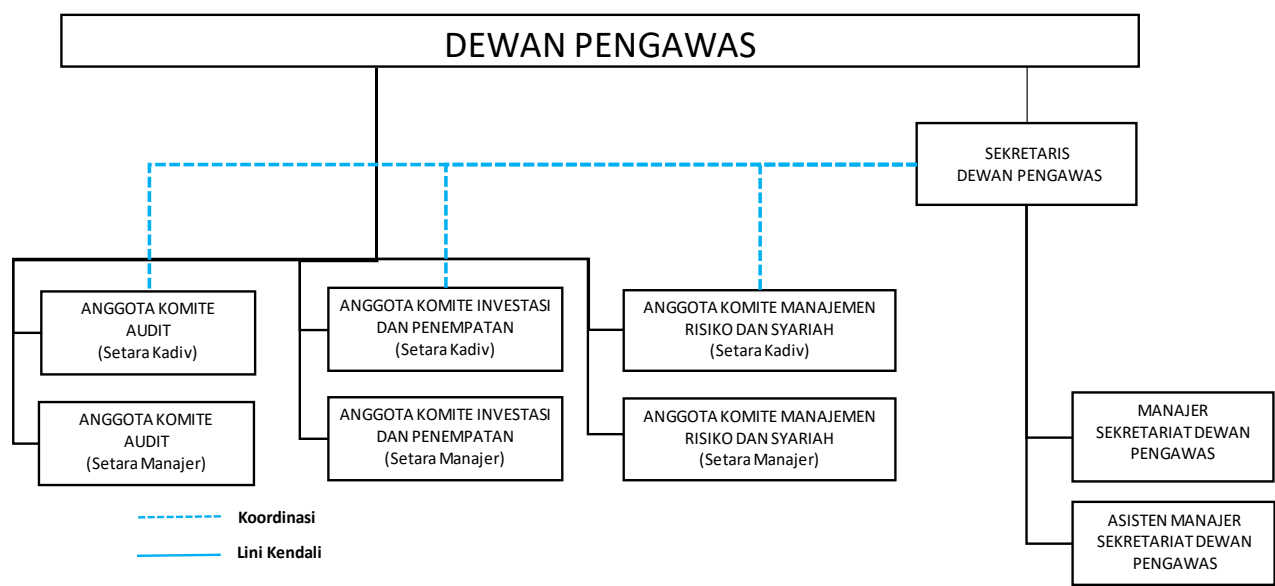 DEWAN PENGAWAS
SEKRETARIS
DEWAN PENGAWAS
ANGGOTA KOMITE
AUDIT
(Setara Kadiv)
ANGGOTA KOMITE INVESTASI
DAN PENEMPATAN
(Setara Kadiv)
ANGGOTA KOMITE MANAJEMEN
RISIKO DAN SYARIAH
(Setara Kadiv)
ANGGOTA KOMITE
AUDIT
(Setara Manajer)
ANGGOTA KOMITE INVESTASI
DAN PENEMPATAN
(Setara Manajer)
ANGGOTA KOMITE MANAJEMEN
RISIKO DAN SYARIAH
(Setara Manajer)
MANAJER
SEKRETARIAT DEWAN
PENGAWAS
ASISTEN MANAJER
SEKRETARIAT DEWAN
PENGAWAS
Koordinasi
Lini Kendali